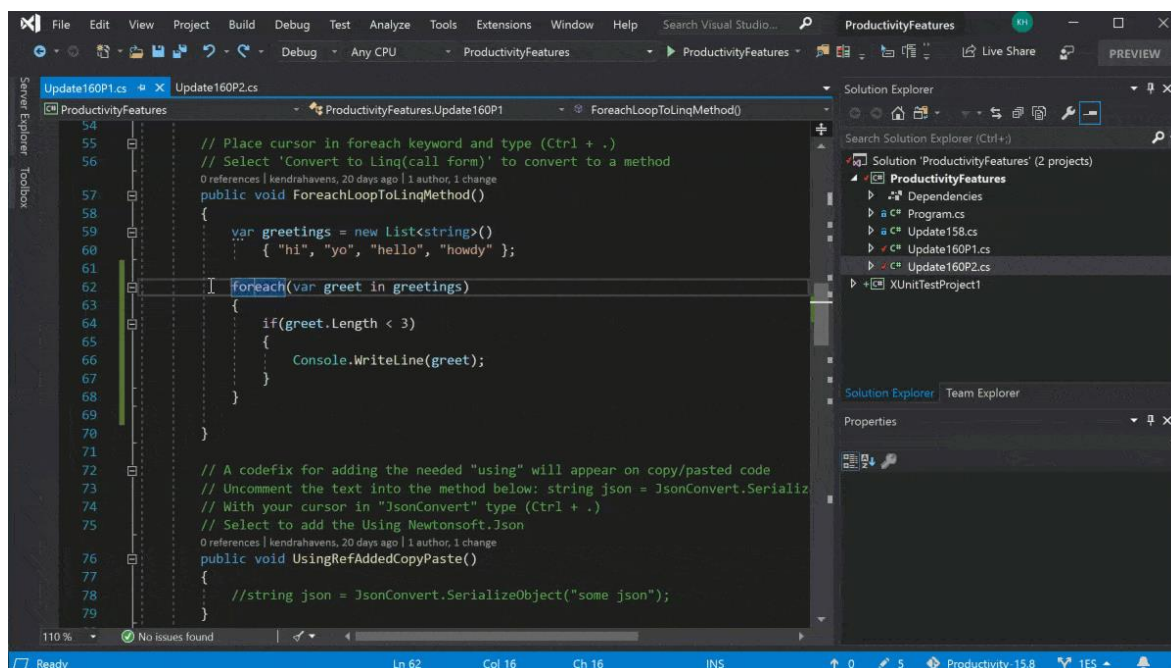 File Edit View Project Build Debug Test Analyze Tools Extensions Window Help Search Visual Studio... ProductivityFeatures KH
Debug Any CPU ProductivityFeatures ProductivityFeatures Live Share PREVIEW
Server Explorer
Toolbox
Update160P1.cs Update160P2.cs
ProductivityFeatures ProductivityFeatures.Update160P1 ForeachLoopToLinqMethod()
54
55 // Place cursor in foreach keyword and type (Ctrl + .)
56 // Select 'Convert to Linq(call form)' to convert to a method
0 references | kendrahavens, 20 days ago | 1 author, 1 change
57 public void ForeachLoopToLinqMethod()
58 {
59 var greetings = new List<string>()
60 { "hi", "yo", "hello", "howdy" };
61
62 foreach(var greet in greetings)
63 {
64 if(greet.Length < 3)
65 {
66 Console.WriteLine(greet);
67 }
68 }
69
70 }
71
72 // A codefix for adding the needed "using" will appear on copy/pasted code
73 // Uncomment the text into the method below: string json = JsonConvert.Serializ
74 // With your cursor in "JsonConvert" type (Ctrl + .)
75 // Select to add the Using Newtonsoft.Json
0 references | kendrahavens, 20 days ago | 1 author, 1 change
76 public void UsingRefAddedCopyPaste()
77 {
78 //string json = JsonConvert.SerializeObject("some json");
79 }
110 % No issues found
Solution Explorer
Search Solution Explorer (Ctrl+;)
Solution 'ProductivityFeatures' (2 projects)
C# ProductivityFeatures
Dependencies
C# Program.cs
C# Update158.cs
C# Update160P1.cs
C# Update160P2.cs
C# XUnitTestProject1
Solution Explorer Team Explorer
Properties
Ready Ln 62 Col 16 Ch 16 INS 0 5 Productivity-15.8 1ES